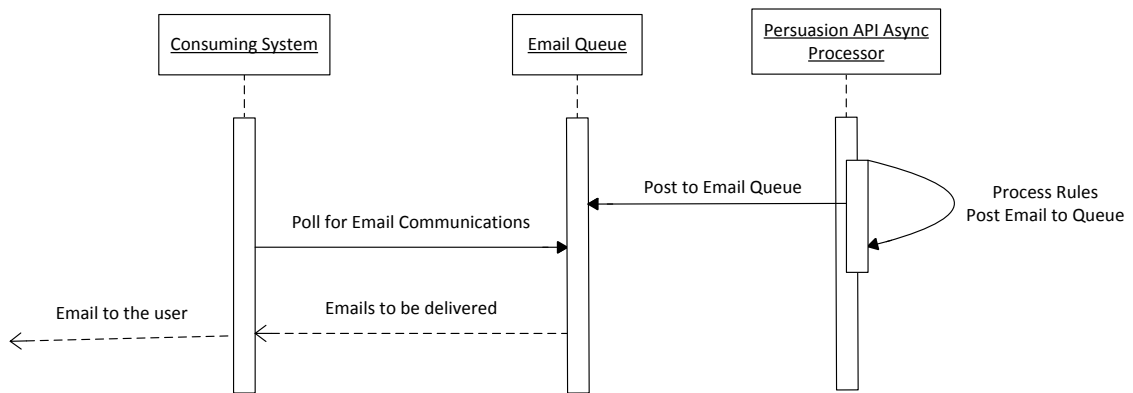 Consuming System
Email Queue
Persuasion API Async
Processor
Post to Email Queue
Process Rules
Post Email to Queue
Poll for Email Communications
Emails to be delivered
Email to the user